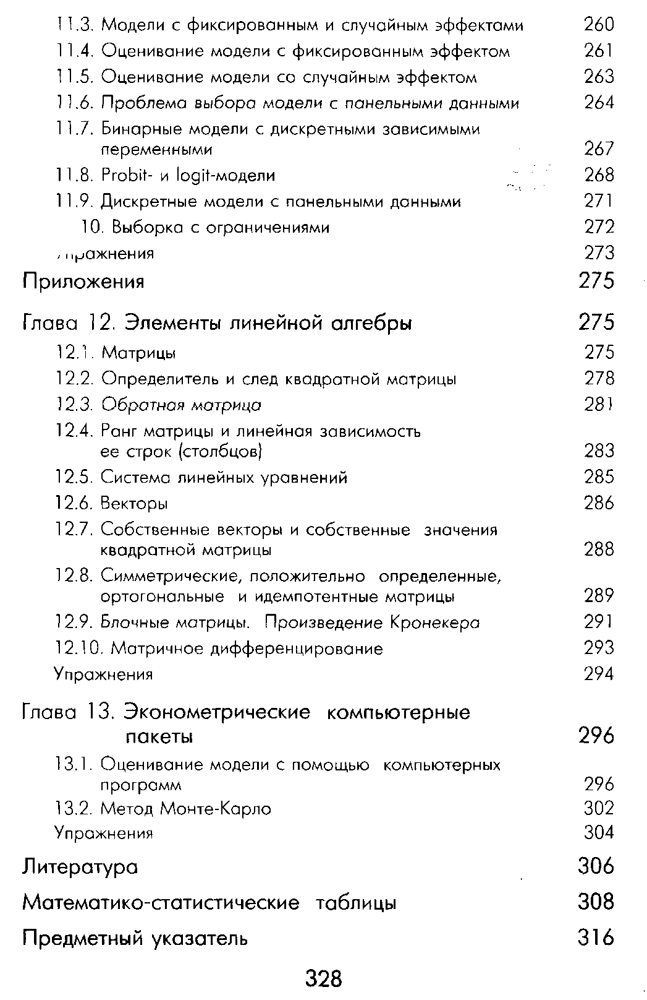 11.3. Модели с фиксированным и случайным эффектами 260
11.4. Оценивание модели с фиксированным эффектом 261
11.5. Оценивание модели со случайным эффектом 263
11.6. Проблема выбора модели с панельными данными 264
11.7. Бинарные модели с дискретными зависимыми
переменными 267
11.8. Probit- и logit-модели 268
11.9. Дискретные модели с панельными данными 271
10. Выборка с ограничениями 272
273
Приложения 275
Глава 12. Элементы линейной алгебры 275
12.1. Матрицы 275
12.2. Определитель и след квадратной матрицы 278
12.3. Обратная матрица 281
12.4. Ранг матрицы и линейная зависимость
ее строк (столбцов) 283
12.5. Система линейных уравнений 285
12.6. Векторы 286
12.7. Собственные векторы и собственные значения
квадратной матрицы 288
12.8. Симметрические, положительно определенные,
ортогональные и идемпотентные матрицы 289
12.9. Блочные матрицы. Произведение Кронекера 291
12.10. Матричное дифференцирование 293
Упражнения 294
Глава 13. Эконометрические компьютерные
пакеты 296
13.1. Оценивание модели с помощью компьютерных
программ 296
13.2. Метод Монте-Карло 302
Упражнения 304
Литература 306
Математико-статистические таблицы 308
Предметный указатель 316
328